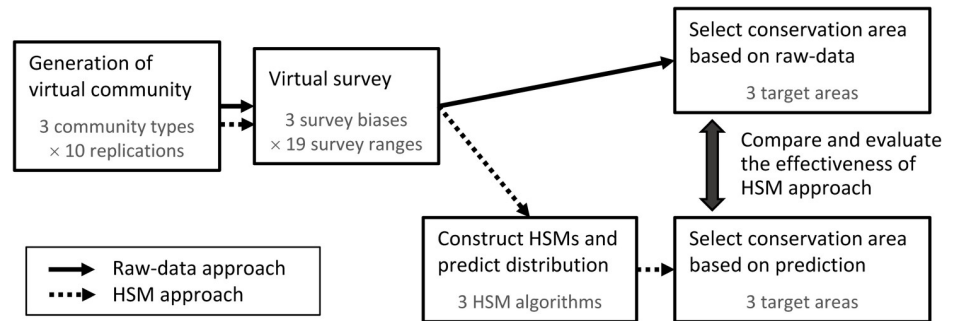 Generation of
virtual community
3 community types
× 10 replications
Virtual survey
3 survey biases
× 19 survey ranges
Select conservation area
based on raw-data
3 target areas
Compare and evaluate
the effectiveness of
HSM approach
Construct HSMs and
predict distribution
3 HSM algorithms
Select conservation area
based on prediction
3 target areas
Raw-data approach
HSM approach